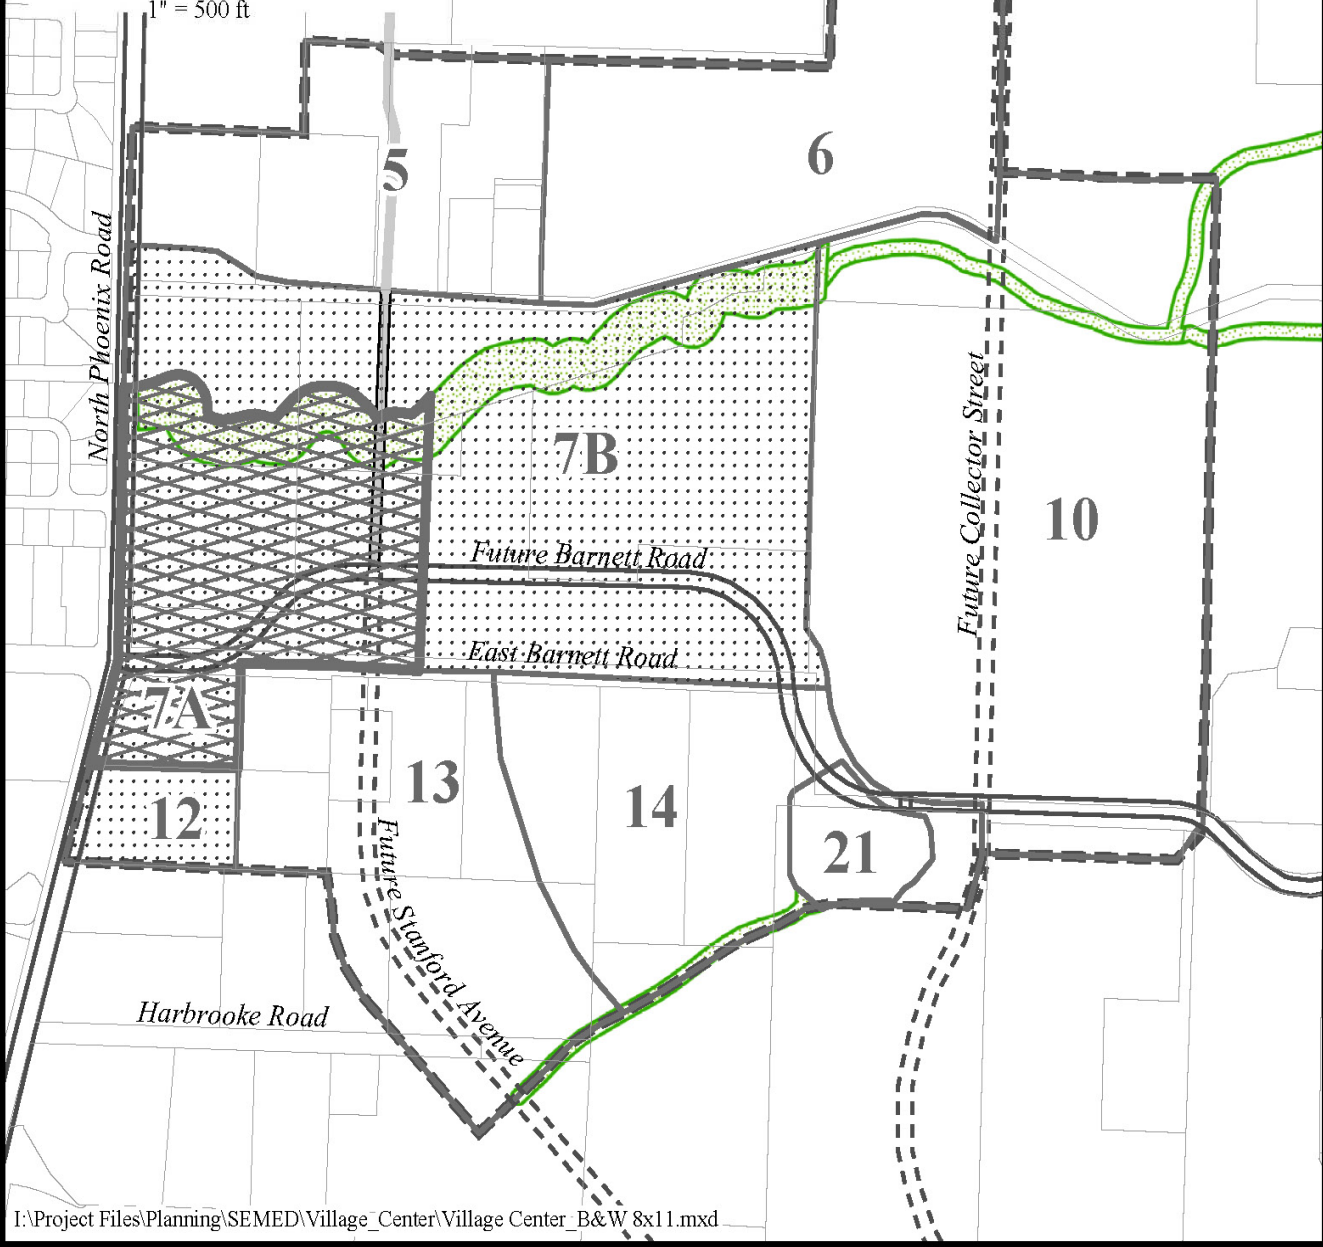 1" = 500 ft
5
6
North Phoenix Road
7B
Future Collector Street
10
Future Barnett Road
East Barnett Road
7A
13
14
12
21
Future Stanford Avenue
Harbrooke Road
I:\Project Files\Planning\SEMED\Village_Center\Village Center_B&W 8x11.mxd